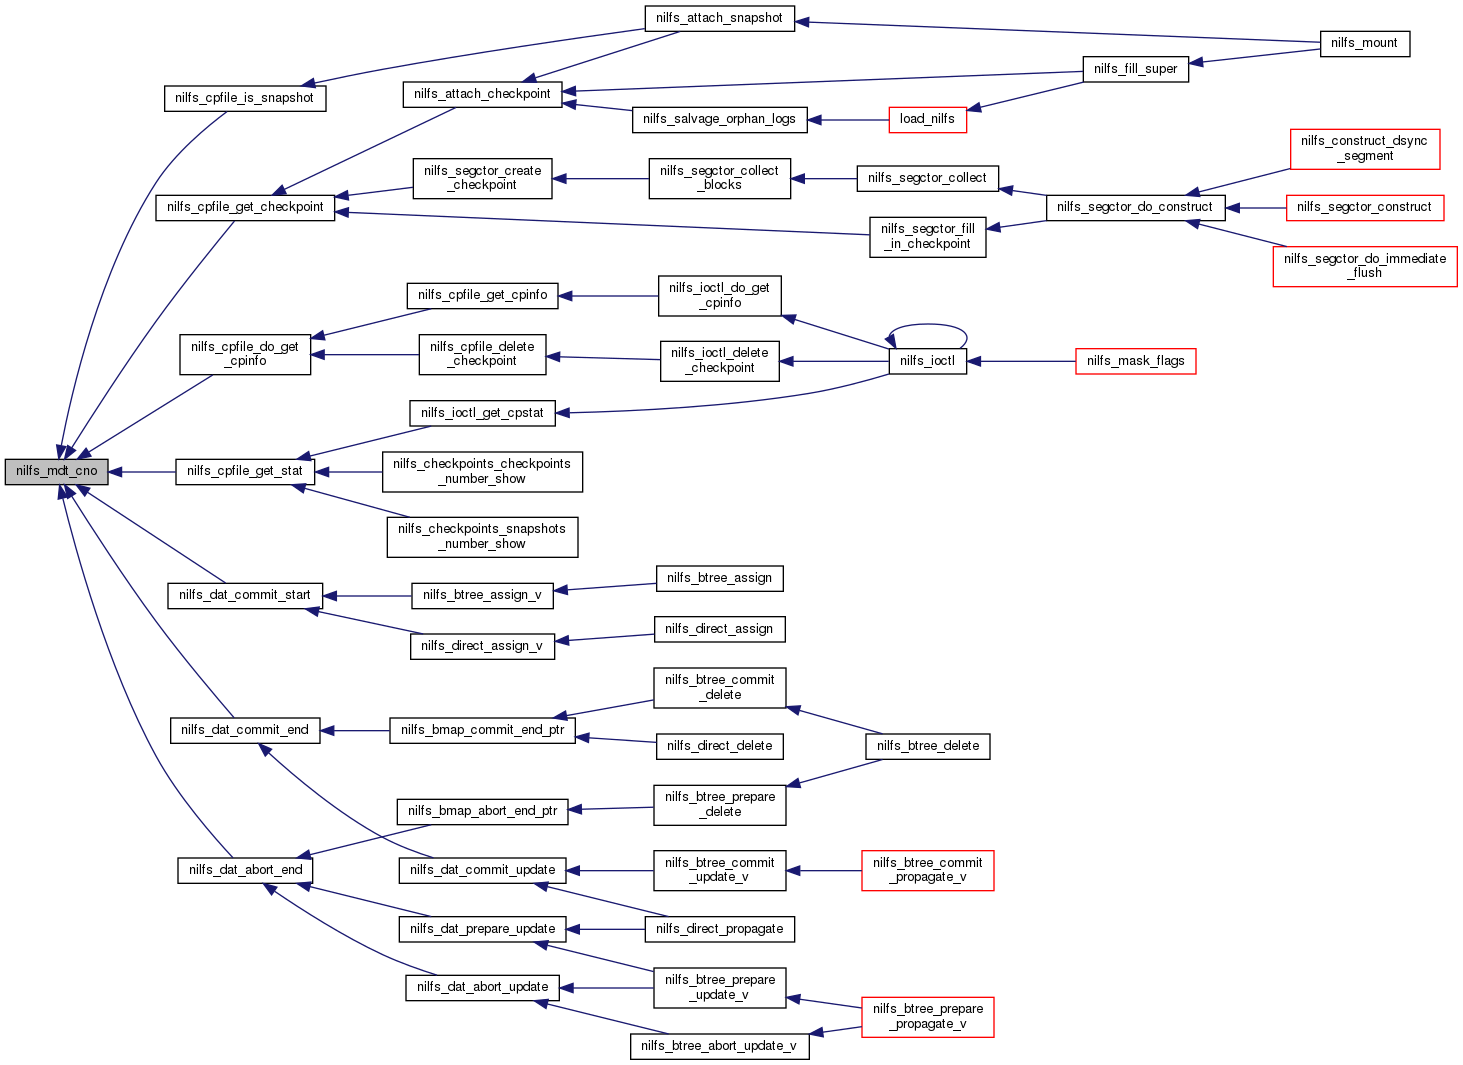 nilfs_attach_snapshot
nilfs_mount
nilfs_fill_super
nilfs_cpfile_is_snapshot
nilfs_attach_checkpoint
nilfs_salvage_orphan_logs
load_nilfs
nilfs_construct_dsync
_segment
nilfs_segctor_create
_checkpoint
nilfs_segctor_collect
_blocks
nilfs_segctor_collect
nilfs_cpfile_get_checkpoint
nilfs_segctor_do_construct
nilfs_segctor_construct
nilfs_segctor_fill
_in_checkpoint
nilfs_segctor_do_immediate
_flush
nilfs_cpfile_get_cpinfo
nilfs_ioctl_do_get
_cpinfo
nilfs_cpfile_do_get
_cpinfo
nilfs_cpfile_delete
_checkpoint
nilfs_ioctl_delete
_checkpoint
nilfs_ioctl
nilfs_mask_flags
nilfs_ioctl_get_cpstat
nilfs_mdt_cno
nilfs_cpfile_get_stat
nilfs_checkpoints_checkpoints
_number_show
nilfs_checkpoints_snapshots
_number_show
nilfs_dat_commit_start
nilfs_btree_assign_v
nilfs_btree_assign
nilfs_direct_assign_v
nilfs_direct_assign
nilfs_btree_commit
_delete
nilfs_dat_commit_end
nilfs_bmap_commit_end_ptr
nilfs_direct_delete
nilfs_btree_delete
nilfs_bmap_abort_end_ptr
nilfs_btree_prepare
_delete
nilfs_dat_abort_end
nilfs_dat_commit_update
nilfs_btree_commit
_update_v
nilfs_btree_commit
_propagate_v
nilfs_dat_prepare_update
nilfs_direct_propagate
nilfs_dat_abort_update
nilfs_btree_prepare
_update_v
nilfs_btree_prepare
_propagate_v
nilfs_btree_abort_update_v